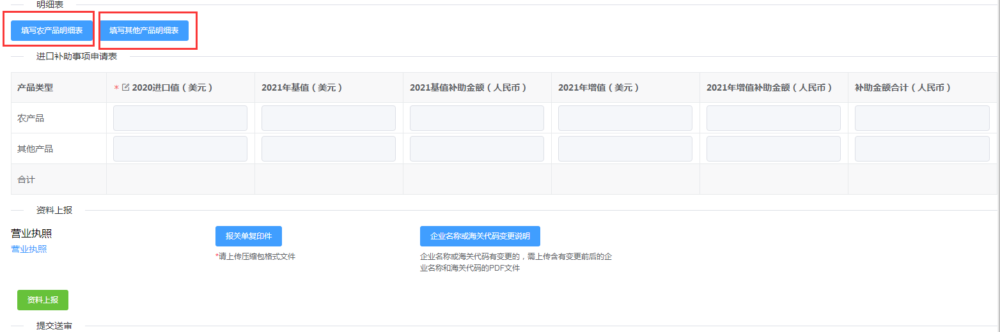 明细表
填写农产品明细表 填写其他产品明细表
进口补助事项申请表
产品类型 * 2020进口值（美元） 2021年基值（美元） 2021基值补助金额（人民币） 2021年增值（美元） 2021年增值补助金额（人民币） 补助金额合计（人民币）
农产品
其他产品
合计
资料上报
营业执照 报关单复印件 企业名称或海关代码变更说明
营业执照 *请上传压缩包格式文件 企业名称或海关代码有变更的，需上传含有变更前后的企
业名称和海关代码的PDF文件
资料上报
提交送审